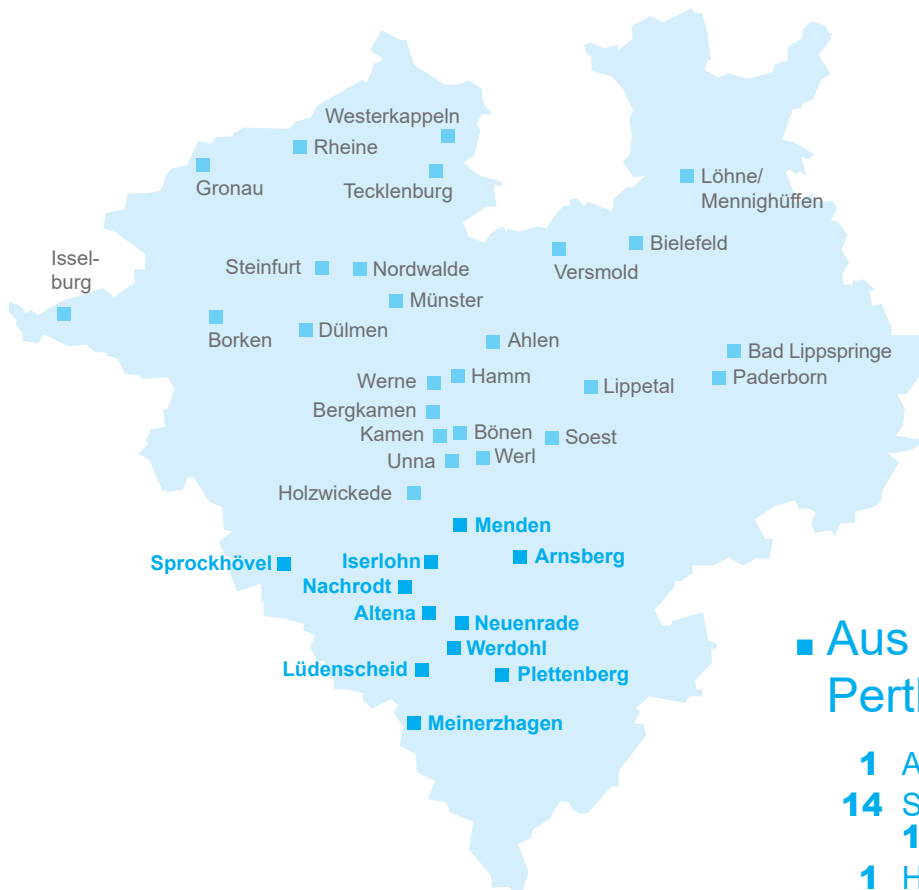 Westerkappeln
Rheine
Gronau
Tecklenburg
Löhne/
Mennighüffen
Issel-
burg
Steinfurt
Nordwalde
Versmold
Bielefeld
Münster
Borken
Dülmen
Ahlen
Bad Lippspringe
Paderborn
Werne
Hamm
Lippetal
Bergkamen
Kamen
Bönen
Soest
Unna
Werl
Holzwickede
Menden
Sprockhövel
Iserlohn
Arnsberg
Nachrodt
Altena
Neuenrade
Werdohl
Lüdenscheid
Plettenberg
Meinerzhagen
Aus
1
14
1
1